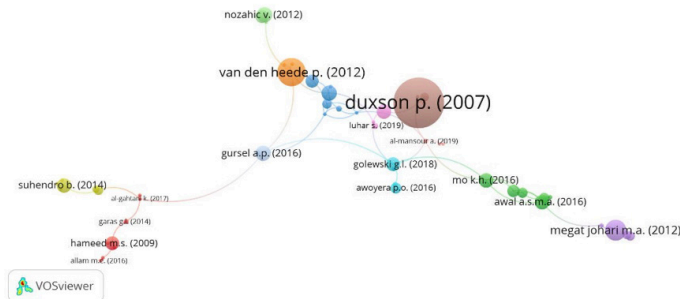 nozahic v. (2012)
van den heede p. (2012)
duxson p. (2007)
luhar s. (2019)
al-mansour a. (2019)
gursel a.p. (2016)
golewski g.l. (2018)
suhendro b. (2014)
awoyera p.o. (2016)
mo k.h. (2016)
al-gahtani k. (2017)
awal a.s.m.a. (2016)
garas g.l. (2014)
megat johari m.a. (2012)
hameed m.s. (2009)
allam m.e. (2016)
VOSviewer